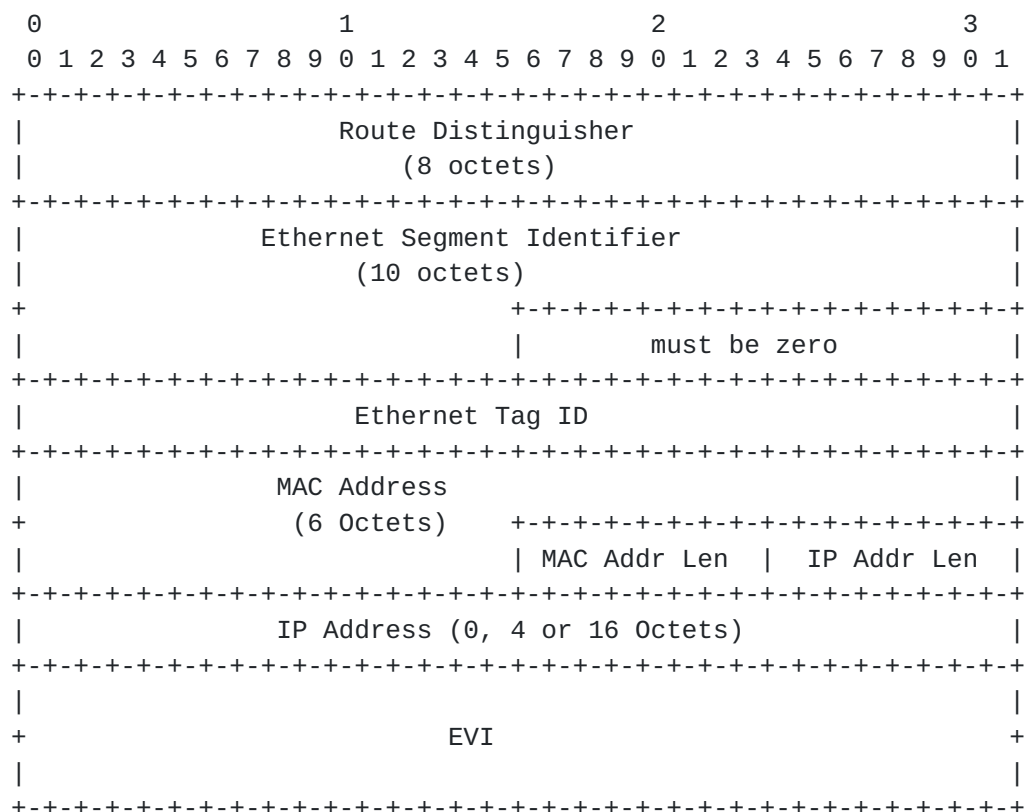 0                   1                   2                   3
 0 1 2 3 4 5 6 7 8 9 0 1 2 3 4 5 6 7 8 9 0 1 2 3 4 5 6 7 8 9 0 1
+-+-+-+-+-+-+-+-+-+-+-+-+-+-+-+-+-+-+-+-+-+-+-+-+-+-+-+-+-+-+-+-+
|                    Route Distinguisher                        |
|                        (8 octets)                             |
+-+-+-+-+-+-+-+-+-+-+-+-+-+-+-+-+-+-+-+-+-+-+-+-+-+-+-+-+-+-+-+-+
|               Ethernet Segment Identifier                     |
|                     (10 octets)                               |
+                               +-+-+-+-+-+-+-+-+-+-+-+-+-+-+-+-+
|                               |        must be zero           |
+-+-+-+-+-+-+-+-+-+-+-+-+-+-+-+-+-+-+-+-+-+-+-+-+-+-+-+-+-+-+-+-+
|                     Ethernet Tag ID                           |
+-+-+-+-+-+-+-+-+-+-+-+-+-+-+-+-+-+-+-+-+-+-+-+-+-+-+-+-+-+-+-+-+
|                MAC Address                                    |
+                 (6 Octets)    +-+-+-+-+-+-+-+-+-+-+-+-+-+-+-+-+
|                               | MAC Addr Len  |  IP Addr Len  |
+-+-+-+-+-+-+-+-+-+-+-+-+-+-+-+-+-+-+-+-+-+-+-+-+-+-+-+-+-+-+-+-+
|                IP Address (0, 4 or 16 Octets)                 |
+-+-+-+-+-+-+-+-+-+-+-+-+-+-+-+-+-+-+-+-+-+-+-+-+-+-+-+-+-+-+-+-+
|                                                               |
+                           EVI                                 +
|                                                               |
+-+-+-+-+-+-+-+-+-+-+-+-+-+-+-+-+-+-+-+-+-+-+-+-+-+-+-+-+-+-+-+-+